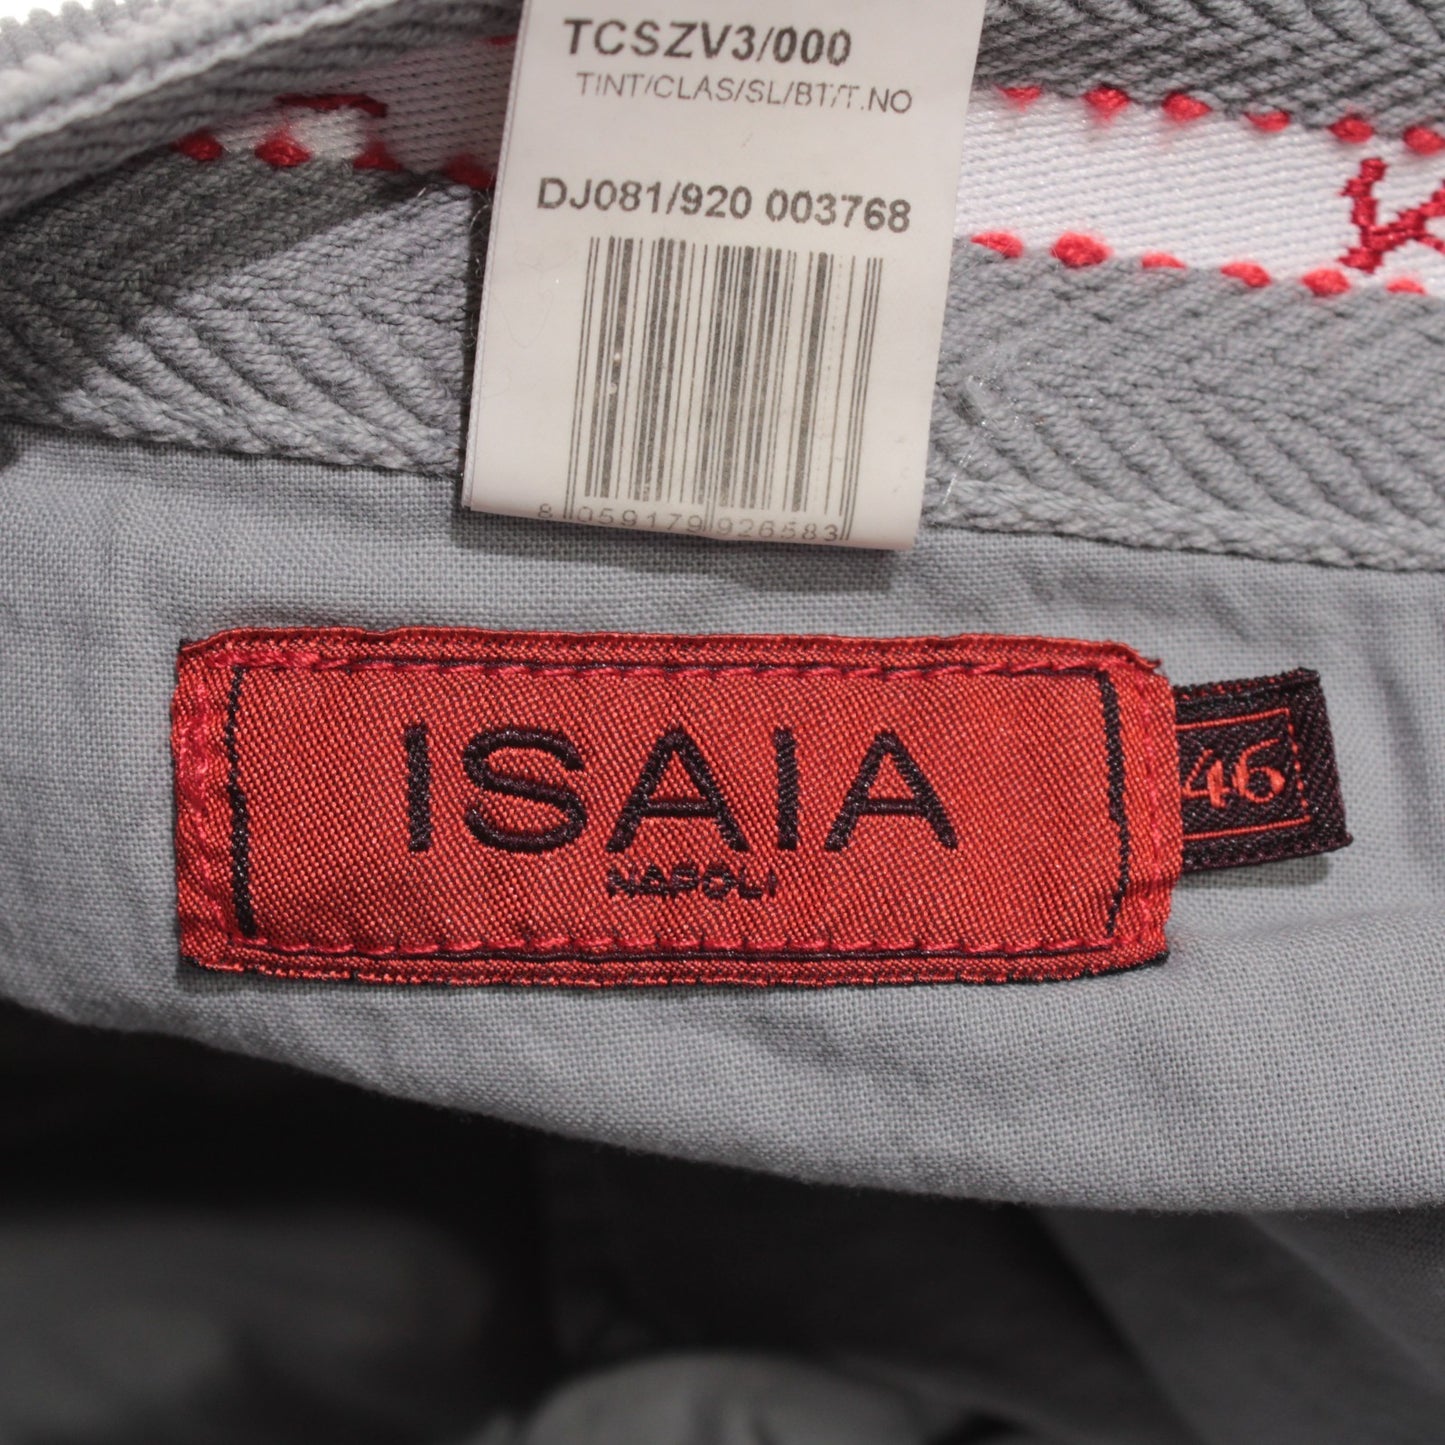 TCSZV3/000
TINT/CLAS/SL/BT/T.NO
DJ081/920 003768
8 059179 926583
ISAIA
NAPOLI
46